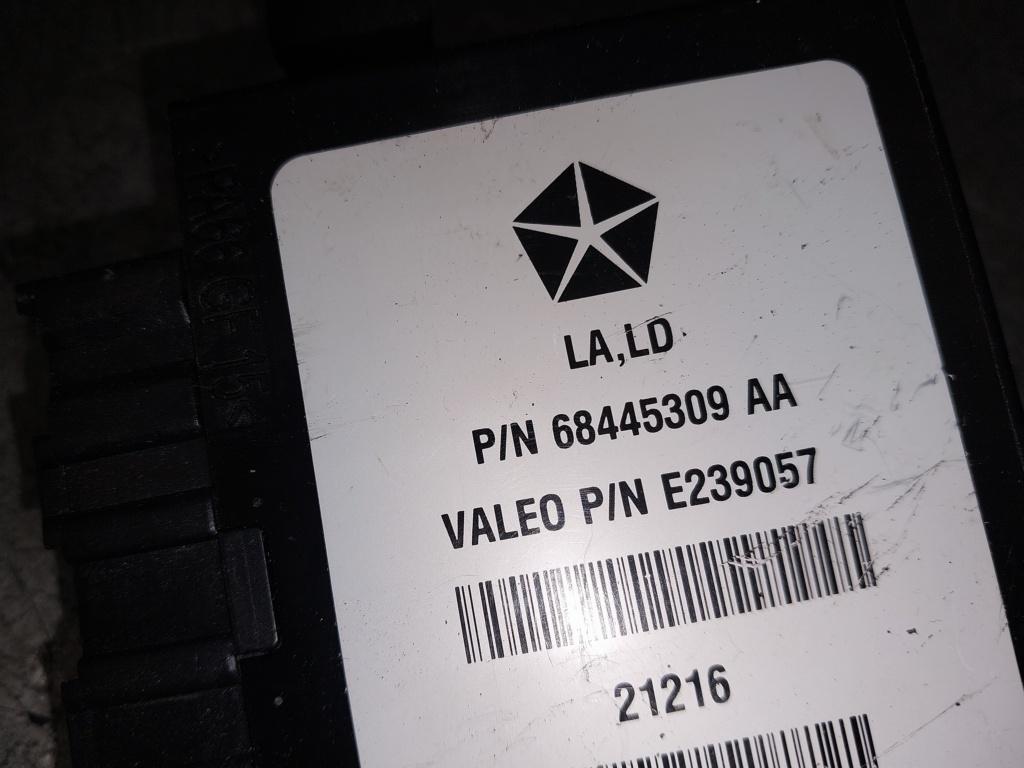 LA,LD
P/N 68445309 AA
VALEO P/N E239057
21216